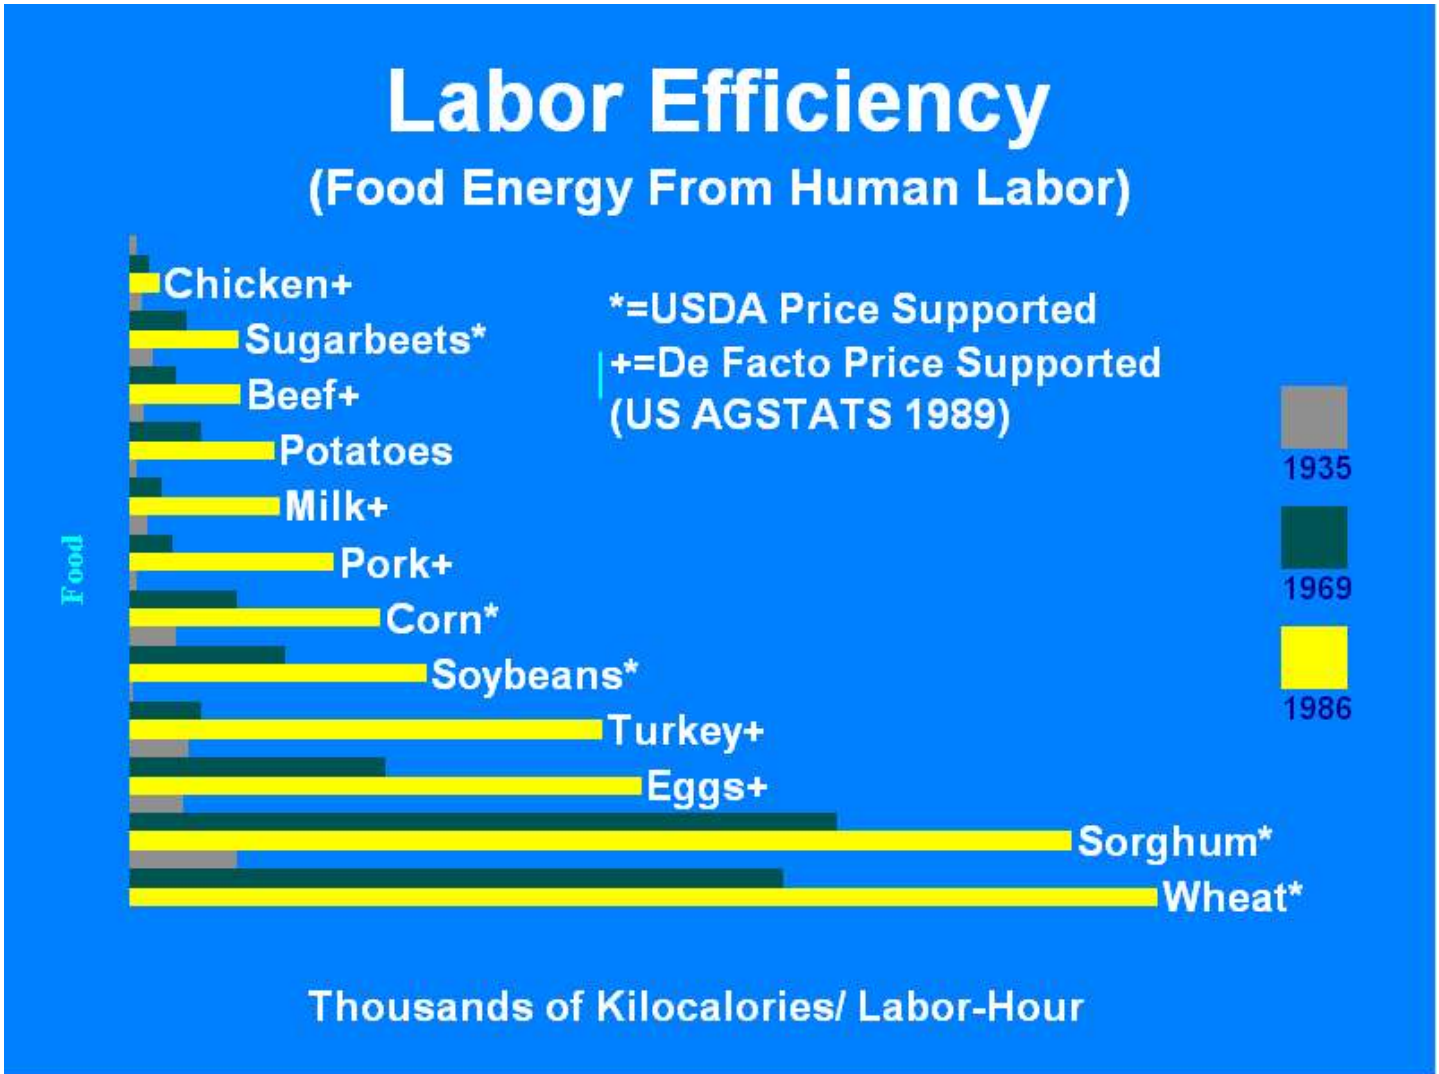 Labor Efficiency
(Food Energy From Human Labor)
Chicken+
*=USDA Price Supported
Sugarbeets*
+=De Facto Price Supported
Beef+
(US AGSTATS 1989)
Potatoes
1935
Milk+
Food
Pork+
1969
Corn*
Soybeans*
1986
Turkey+
Eggs+
Sorghum*
Wheat*
Thousands of Kilocalories/ Labor-Hour